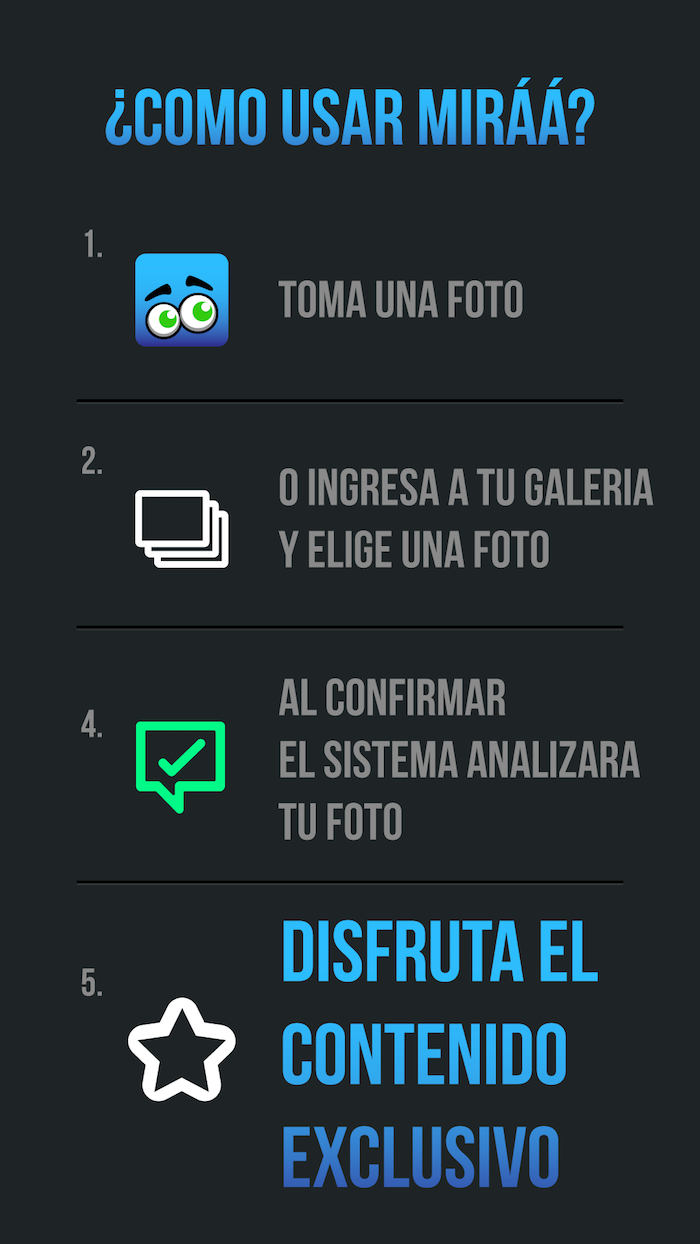 ¿COMO USAR MIRÁÁ?
1.
TOMA UNA FOTO
2.
O INGRESA A TU GALERIA
Y ELIGE UNA FOTO
4.
AL CONFIRMAR
EL SISTEMA ANALIZARA
TU FOTO
5.
DISFRUTA EL
CONTENIDO
EXCLUSIVO